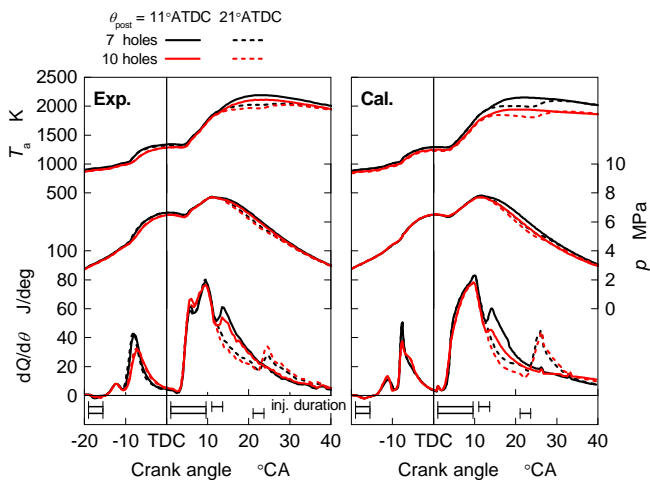 θpost = 11°ATDC 21°ATDC
7 holes
10 holes
Exp.
Cal.
2500
2000
1500
1000
500
100
80
60
40
20
0
Ta K
dQ/dθ J/deg
10
8
6
4
2
0
p MPa
inj. duration
-20 -10 TDC 10 20 30 40
-10 TDC 10 20 30 40
Crank angle °CA
Crank angle °CA